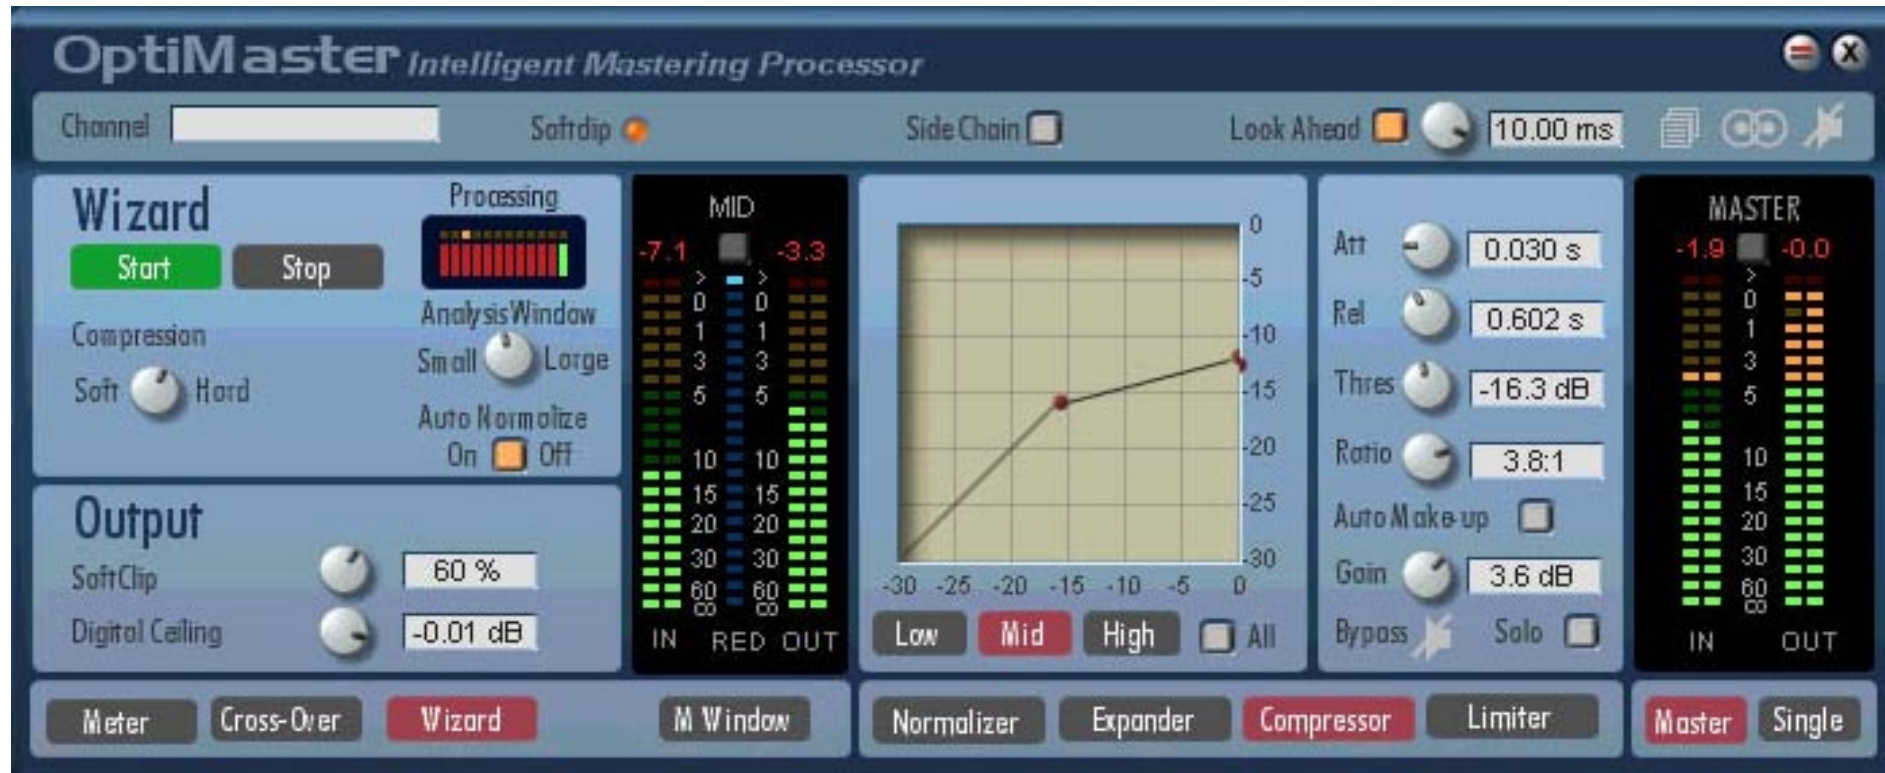 OptiMaster Intelligent Mastering Processor
Channel Softclip Side Chain Look Ahead 10.00 ms
Wizard
Start Stop
Compression
Soft Hard
Processing
Analysis Window
Small Large
Auto Normalize
On Off
Output
SoftClip 60 %
Digital Ceiling -0.01 dB
MID
-7.1 -3.3
> >
0 0
1 1
3 3
5 5
10 10
15 15
20 20
30 30
60 60
∞ ∞
IN RED OUT
0
-5
-10
-15
-20
-25
-30
-30 -25 -20 -15 -10 -5 0
Low Mid High All
Att 0.030 s
Rel 0.602 s
Thres -16.3 dB
Ratio 3.8:1
Auto Make-up
Gain 3.6 dB
Bypass Solo
MASTER
-1.9 -0.0
>
0
1
3
5
10
15
20
30
60
∞
IN OUT
Meter Cross-Over Wizard M Window Normalizer Expander Compressor Limiter Master Single